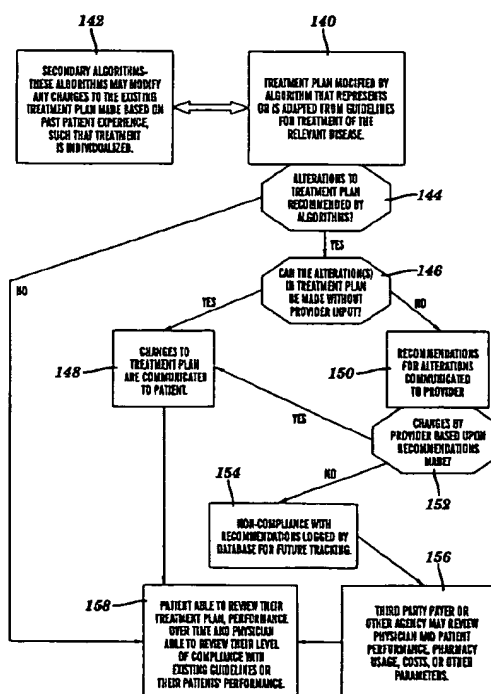 142
140
SECONDARY ALGORITHMS-
THESE ALGORITHMS MAY MODIFY
ANY CHANGES TO THE EXISTING
TREATMENT PLAN MADE BASED ON
PAST PATIENT EXPERIENCE,
SUCH THAT TREATMENT
IS INDIVIDUALIZED.
TREATMENT PLAN MODIFIED BY
ALGORITHM THAT REPRESENTS
OR IS ADAPTED FROM GUIDELINES
FOR TREATMENT OF THE
RELEVANT DISEASE.
ALTERATIONS TO
TREATMENT PLAN
RECOMMENDED BY
ALGORITHMS?
144
YES
NO
CAN THE ALTERATION(S)
IN TREATMENT PLAN
BE MADE WITHOUT
PROVIDER INPUT?
146
YES
NO
148
CHANGES TO
TREATMENT PLAN
ARE COMMUNICATED
TO PATIENT.
150
RECOMMENDATIONS
FOR ALTERATIONS
COMMUNICATED
TO PROVIDER
YES
CHANGES BY
PROVIDER BASED UPON
RECOMMENDATIONS
MADE?
152
NO
154
NON-COMPLIANCE WITH
RECOMMENDATIONS LOGGED BY
DATABASE FOR FUTURE TRACKING.
156
158
PATIENT ABLE TO REVIEW THEIR
TREATMENT PLAN, PERFORMANCE
OVER TIME AND PHYSICIAN
ABLE TO REVIEW THEIR LEVEL
OF COMPLIANCE WITH
EXISTING GUIDELINES OR
THEIR PATIENTS' PERFORMANCE.
THIRD PARTY PAYER OR
OTHER AGENCY MAY REVIEW
PHYSICIAN AND PATIENT
PERFORMANCE, PHARMACY
USAGE, COSTS, OR OTHER
PARAMETERS.